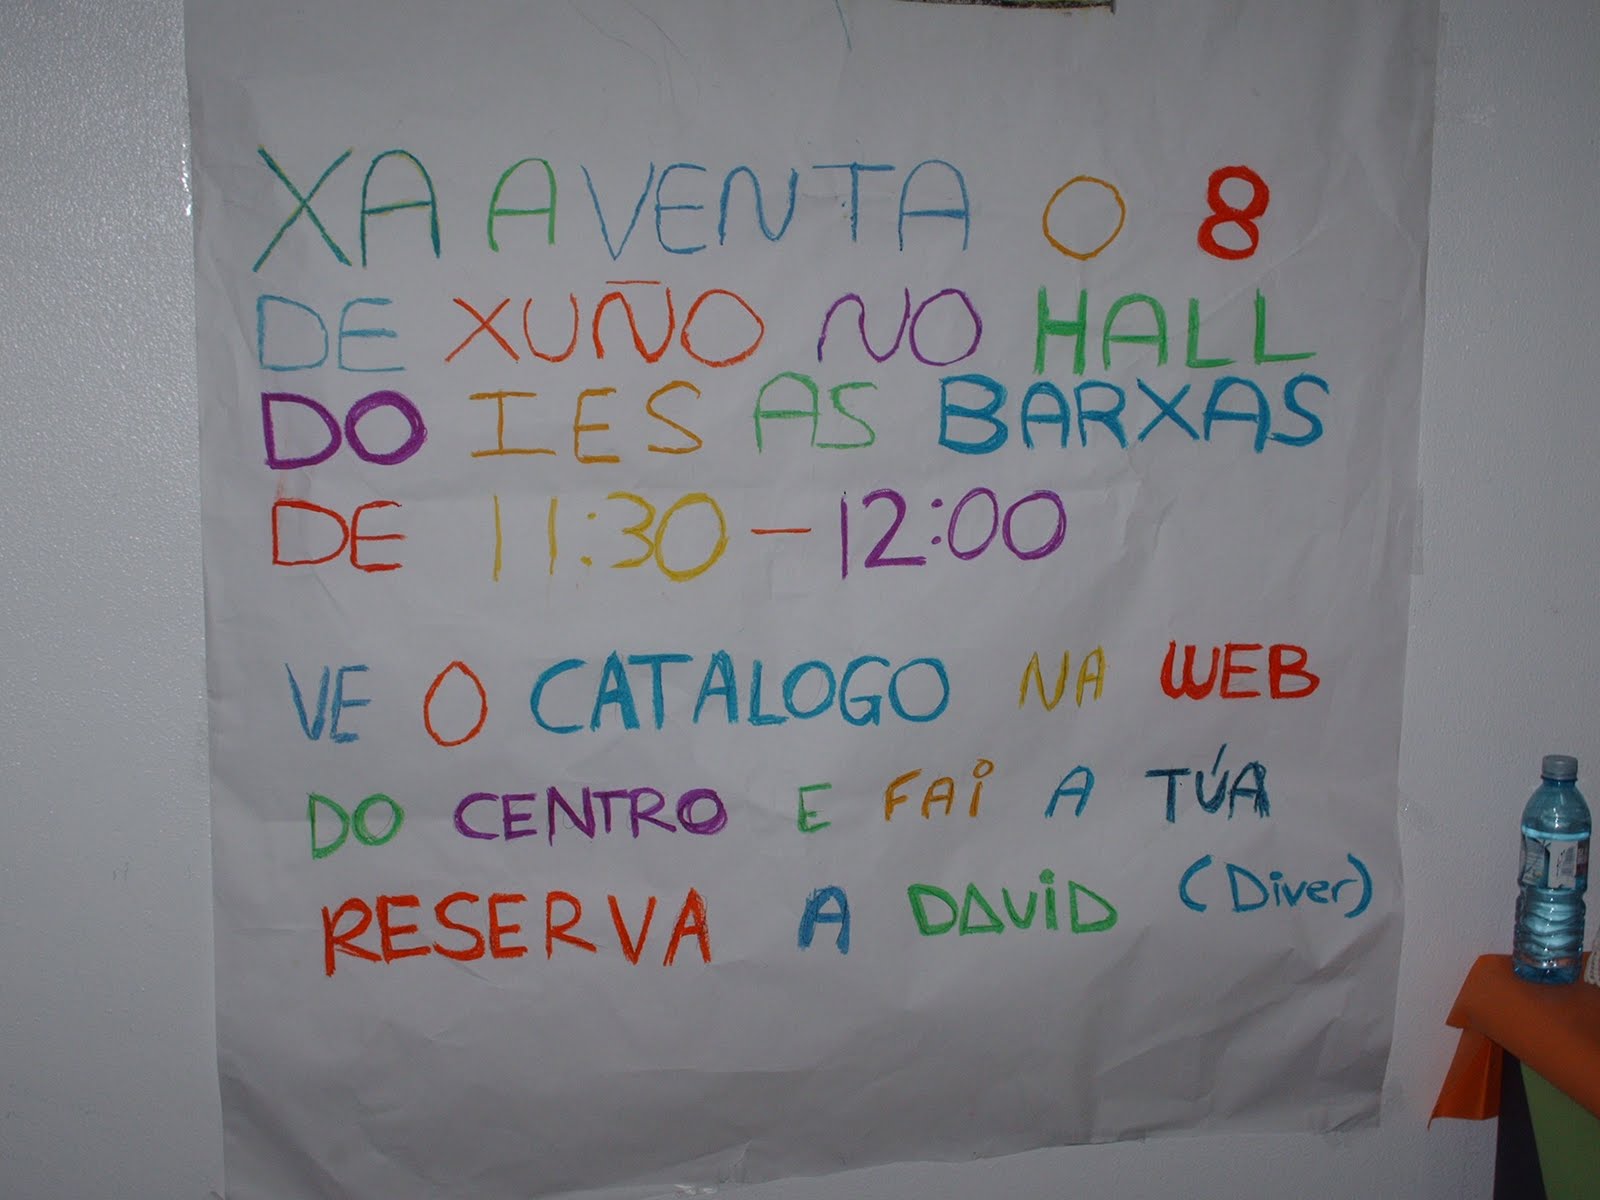 XA A VENTA O 8
DE XUÑO NO HALL
DO IES AS BARXAS
DE 11:30 – 12:00
VE O CATALOGO NA WEB
DO CENTRO E FAi A TÚA
RESERVA A DAViD (Diver)